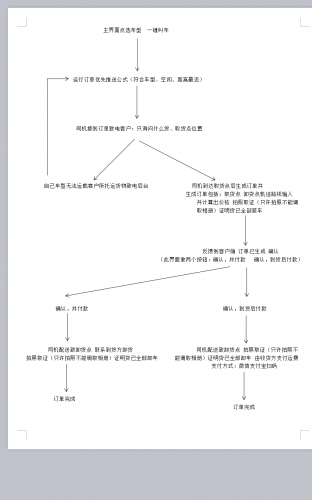 主界面点选车型 一键叫车
运行订单优先推送公式（符合车型、空闲、距离最近）
司机接到订单致电客户：只询问什么货、取货点位置
自己车型无法运载客户所托运货物致电后台
司机到达取货点后生成订单并
生成订单包括：取货点 卸货点轨迹随机输入
并计算出价格 拍照取证（只许拍照不能调
取相册）证明货已全部装车
反馈到客户端 订单已生成 确认
（此界面像两个按钮：确认，并付款 确认，到货后付款）
确认，并付款
确认，到货后付款
司机配送致卸货点 联系到货方卸货
拍照取证（只许拍照不能调取相册）证明货已全部卸车
司机配送致卸货点 拍照取证（只许拍照不
能调取相册）证明货已全部卸车 由收货方支付运费
支付方式：微信支付宝扫码
订单完成
订单完成